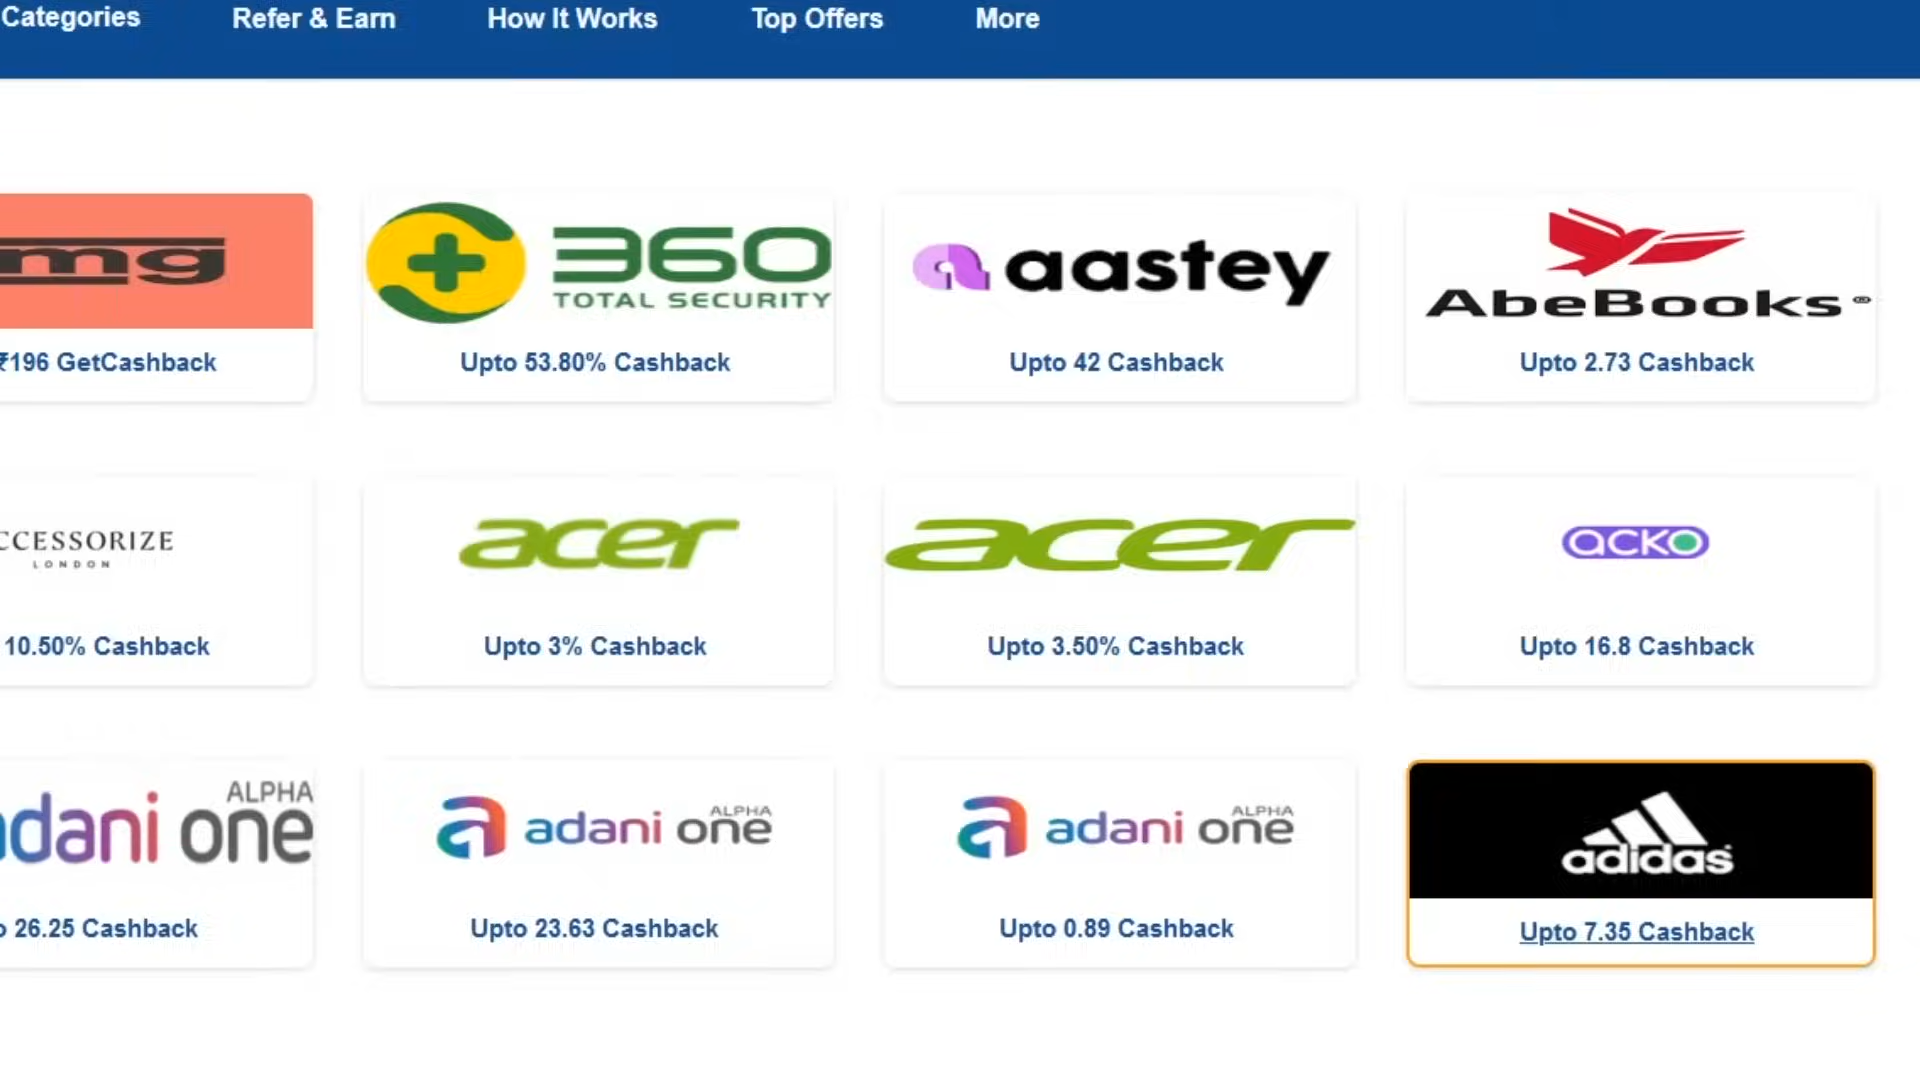 Categories Refer & Earn How It Works Top Offers More
mg
360
TOTAL SECURITY
aastey
AbeBooks
₹196 GetCashback
Upto 53.80% Cashback
Upto 42 Cashback
Upto 2.73 Cashback
CCESSORIZE
LONDON
acer
acer
acko
10.50% Cashback
Upto 3% Cashback
Upto 3.50% Cashback
Upto 16.8 Cashback
adani one
ALPHA
adani one
ALPHA
adani one
ALPHA
adidas
o 26.25 Cashback
Upto 23.63 Cashback
Upto 0.89 Cashback
Upto 7.35 Cashback